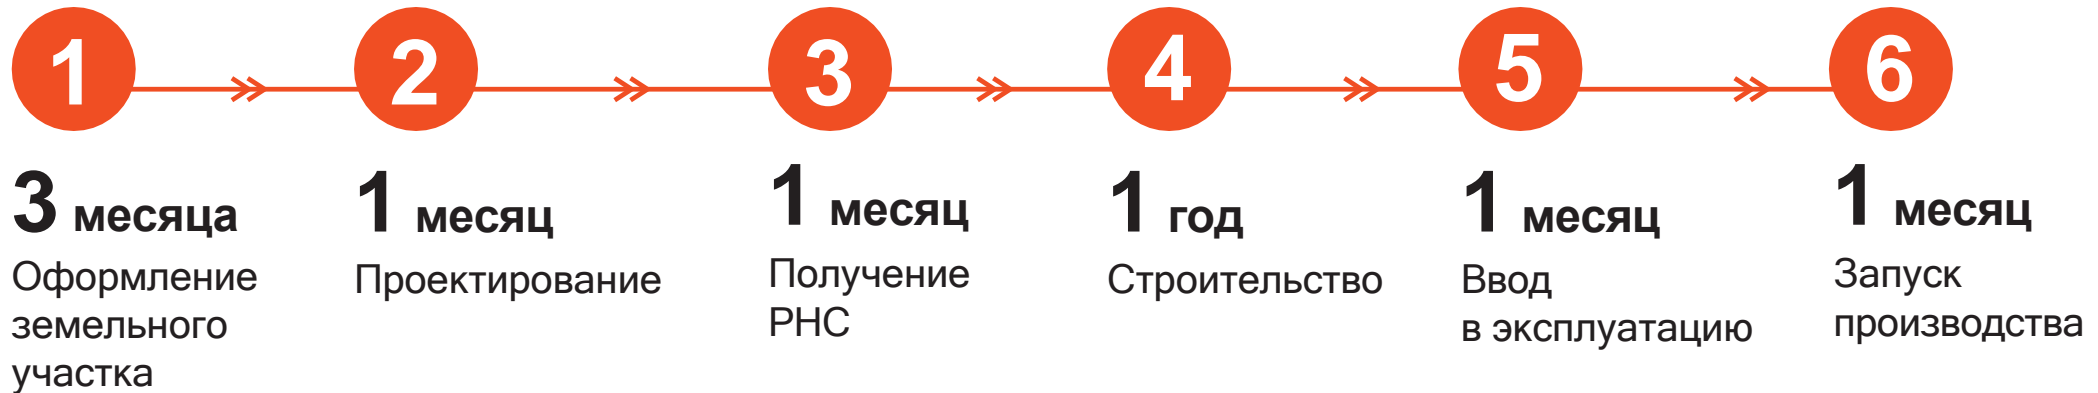 1
2
3
4
5
6
3 месяца
Оформление
земельного
участка
1 месяц
Проектирование
1 месяц
Получение
РНС
1 год
Строительство
1 месяц
Ввод
в эксплуатацию
1 месяц
Запуск
производства